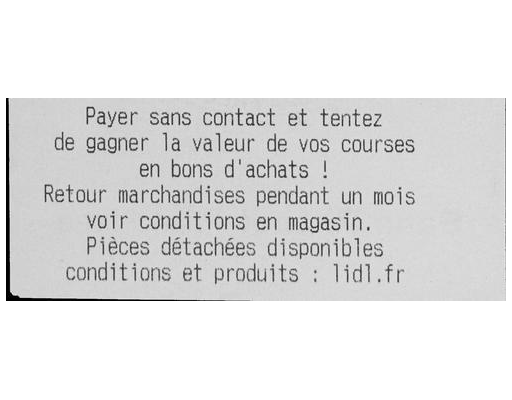 Payer sans contact et tentez
de gagner la valeur de vos courses
en bons d'achats !
Retour marchandises pendant un mois
voir conditions en magasin.
Pièces détachées disponibles
conditions et produits : lidl.fr